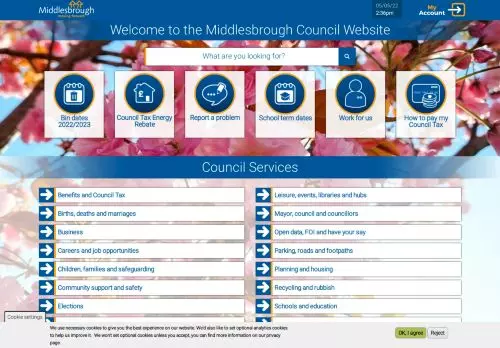 Middlesbrough
moving forward
05/05/22
2:36pm
My
Account
Welcome to the Middlesbrough Council Website
What are you looking for?
Bin dates
2022/2023
Council Tax Energy
Rebate
Report a problem
School term dates
Work for us
How to pay my
Council Tax
Council Services
Benefits and Council Tax
Leisure, events, libraries and hubs
Births, deaths and marriages
Mayor, council and councillors
Business
Open data, FOI and have your say
Careers and job opportunities
Parking, roads and footpaths
Children, families and safeguarding
Planning and housing
Community support and safety
Recycling and rubbish
Elections
Schools and education
Cookie settings
We use necessary cookies to give you the best experience on our website. We'd also like to set optional analytics cookies
to help us improve it. We won't set optional cookies unless you accept, you can find more information on our privacy
page.
OK, I agree
Reject